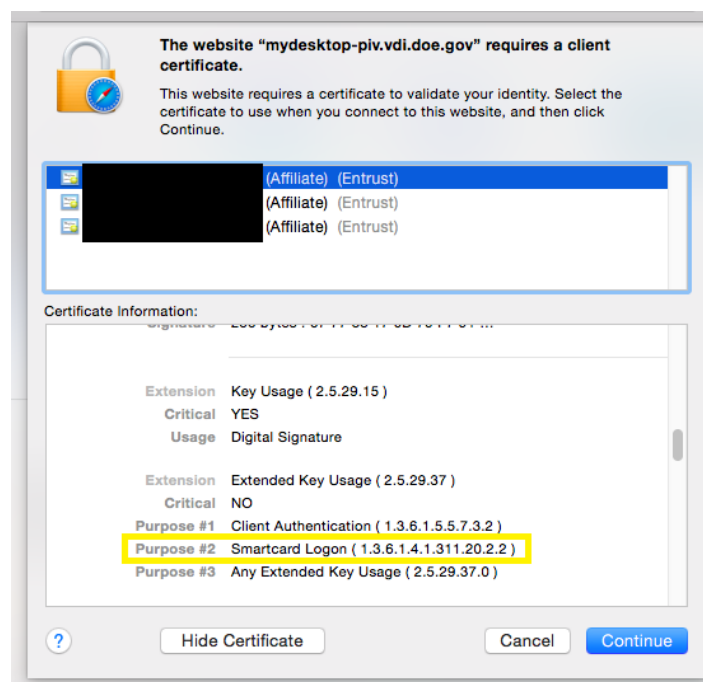 The website “mydesktop-piv.vdi.doe.gov” requires a client
certificate.
This website requires a certificate to validate your identity. Select the
certificate to use when you connect to this website, and then click
Continue.
(Affiliate) (Entrust)
(Affiliate) (Entrust)
(Affiliate) (Entrust)
Certificate Information:
Signature
Extension Key Usage ( 2.5.29.15 )
Critical YES
Usage Digital Signature
Extension Extended Key Usage ( 2.5.29.37 )
Critical NO
Purpose #1 Client Authentication ( 1.3.6.1.5.5.7.3.2 )
Purpose #2 Smartcard Logon ( 1.3.6.1.4.1.311.20.2.2 )
Purpose #3 Any Extended Key Usage ( 2.5.29.37.0 )
? Hide Certificate Cancel Continue